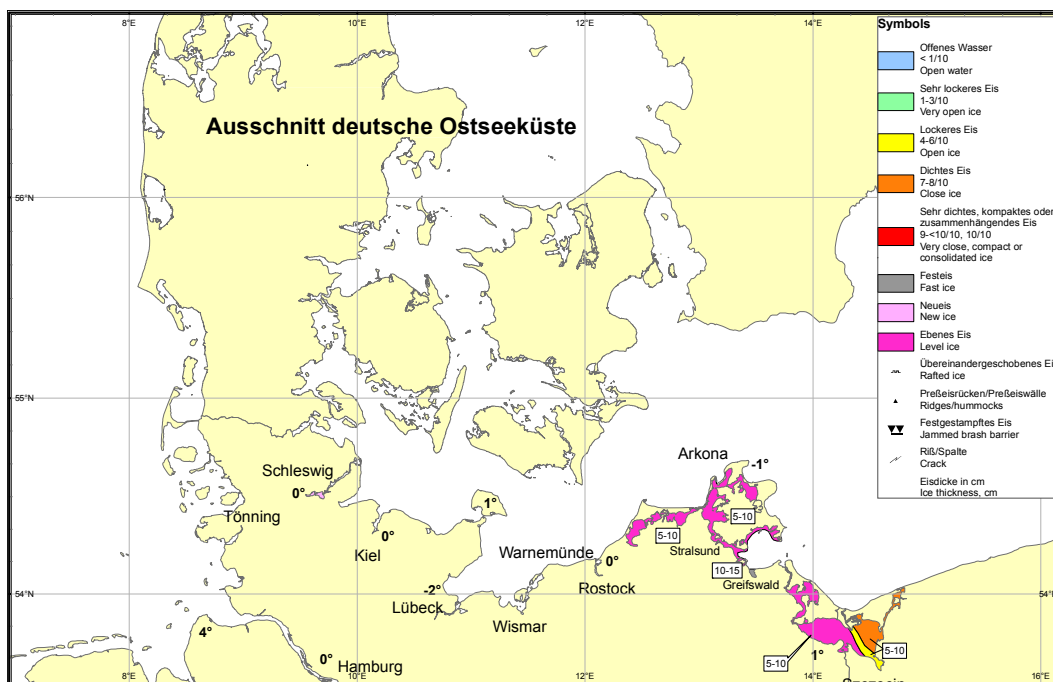 8°E
10°E
12°E
14°E
Symbols
Offenes Wasser
< 1/10
Open water
Sehr lockeres Eis
1-3/10
Very open ice
Lockeres Eis
4-6/10
Open ice
Dichtes Eis
7-8/10
Close ice
Sehr dichtes, kompaktes oder
zusammenhängendes Eis
9-<10/10, 10/10
Very close, compact or
consolidated ice
Festeis
Fast ice
Neueis
New ice
Ebenes Eis
Level ice
Übereinandergeschobenes Ei
Rafted ice
Preßeisrücken/Preßeiswälle
Ridges/hummocks
Festgestampftes Eis
Jammed brash barrier
Riß/Spalte
Crack
Eisdicke in cm
Ice thickness, cm
Ausschnitt deutsche Ostseeküste
56°N
55°N
Arkona
-1°
Schleswig
0°
1°
Tönning
5-10
5-10
0°
Kiel
Warnemünde
Stralsund
0°
10-15
Greifswald
Rostock
-2°
54°N
Lübeck
Wismar
4°
5-10
1°
5-10
0°
Hamburg
8°E
10°E
12°E
14°E
16°E